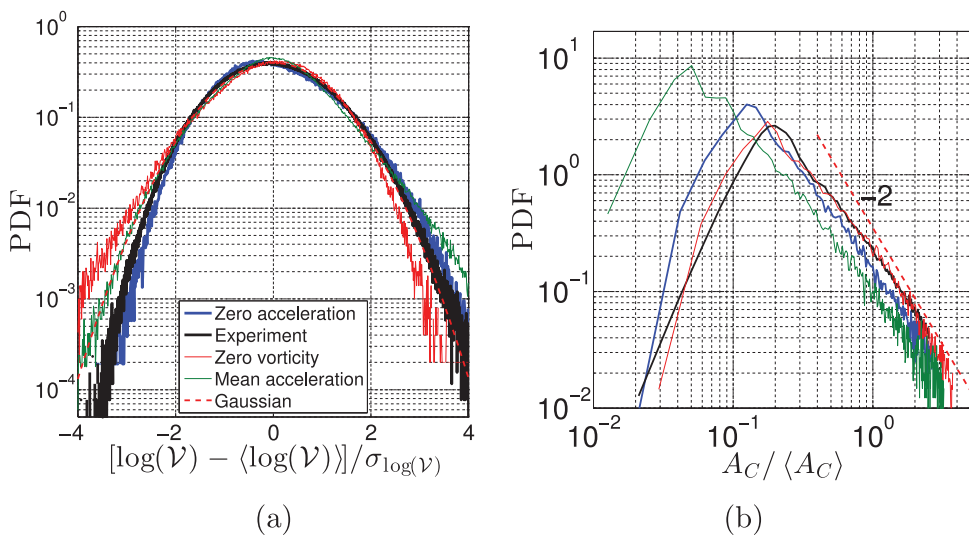 10^0
10^{-1}
10^{-2}
10^{-3}
10^{-4}
PDF
−4
−2
0
2
4
Zero acceleration
Experiment
Zero vorticity
Mean acceleration
Gaussian
[log(𝒱) − ⟨log(𝒱)⟩]/σ_{log(𝒱)}
(a)
10^1
10^0
10^{-1}
10^{-2}
PDF
−2
10^{-2}
10^{-1}
10^0
A_C/⟨A_C⟩
(b)